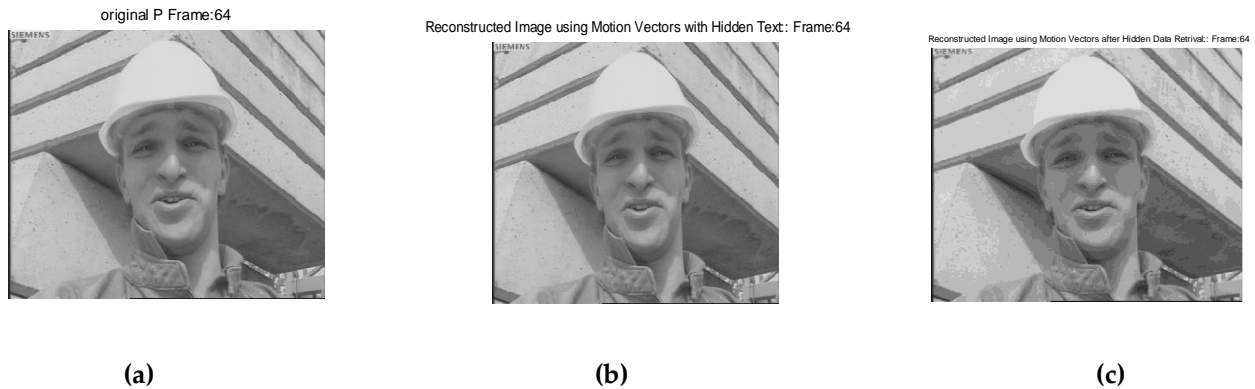 original P Frame:64
SIEMENS
Reconstructed Image using Motion Vectors with Hidden Text:: Frame:64
SIEMENS
Reconstructed Image using Motion Vectors after Hidden Data Retrival:: Frame:64
SIEMENS
(a)
(b)
(c)